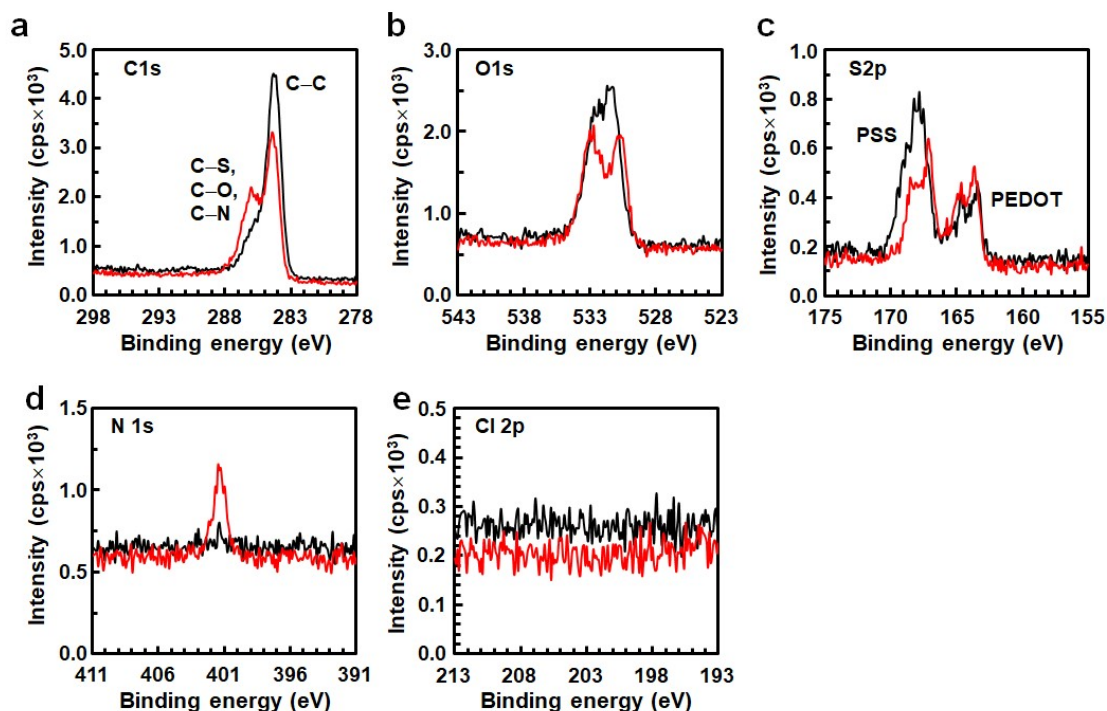 a
C1s
C–C
C–S,
C–O,
C–N
5.0
4.0
3.0
2.0
1.0
0.0
298 293 288 283 278
Intensity (cps×10³)
Binding energy (eV)
b
O1s
3.0
2.0
1.0
0.0
543 538 533 528 523
Intensity (cps×10³)
Binding energy (eV)
c
S2p
PSS
PEDOT
1.0
0.8
0.6
0.4
0.2
0.0
175 170 165 160 155
Intensity (cps×10³)
Binding energy (eV)
d
N 1s
1.5
1.0
0.5
0.0
411 406 401 396 391
Intensity (cps×10³)
Binding energy (eV)
e
Cl 2p
0.5
0.4
0.3
0.2
0.1
0.0
213 208 203 198 193
Intensity (cps×10³)
Binding energy (eV)